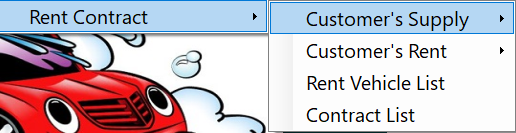 Rent Contract
Customer's Supply
Customer's Rent
Rent Vehicle List
Contract List